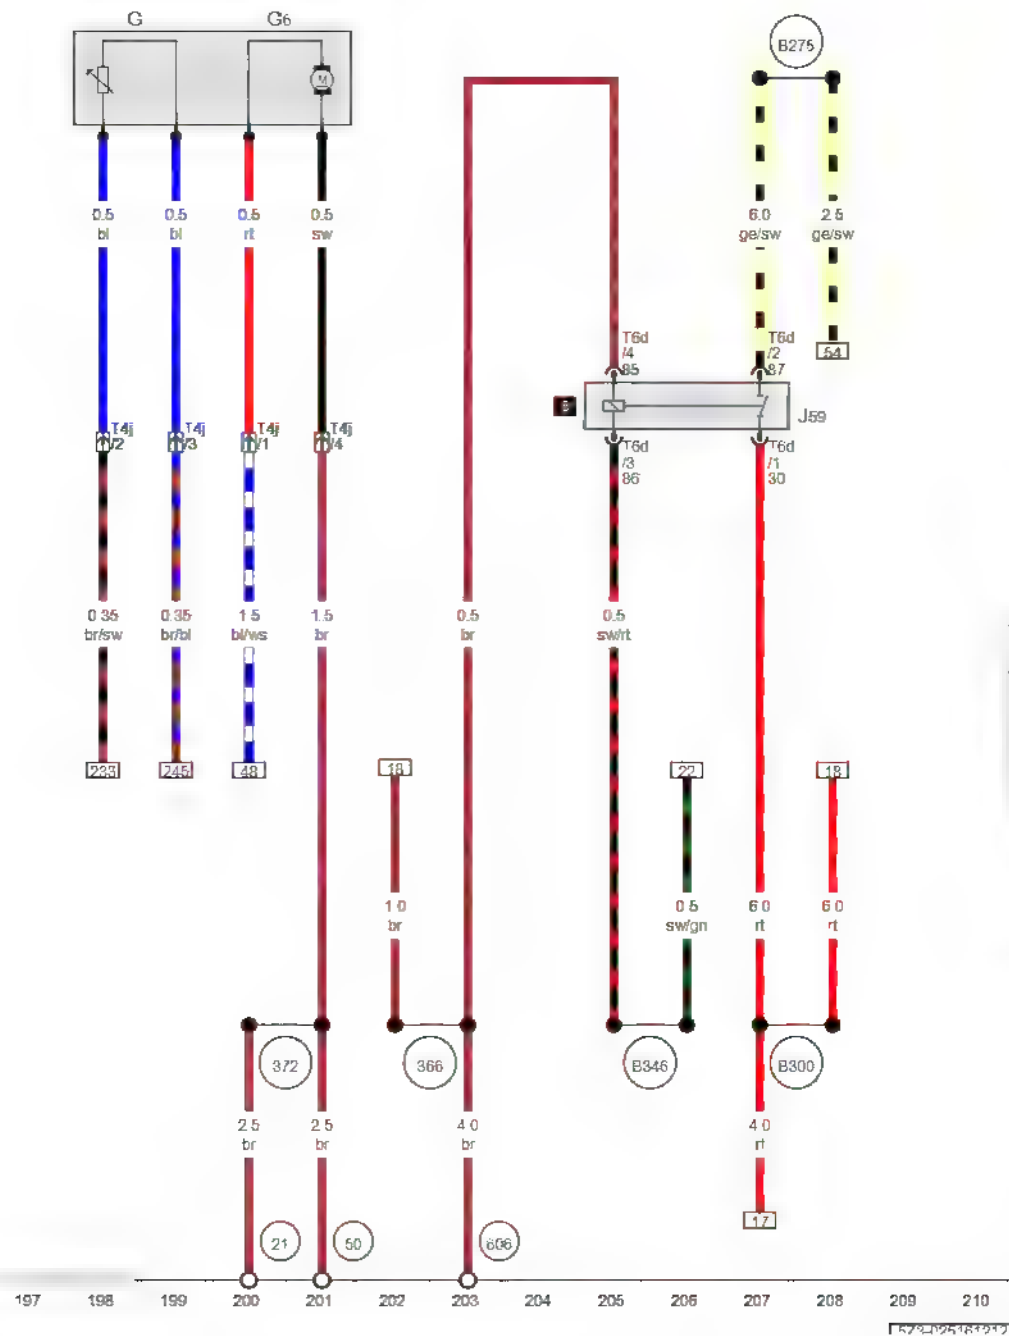 G G6
B275
0.5 0.5 0.5 0.5 6.0 2.5
bl bl rt sw ge/sw ge/sw
T6d T6d
/4 /2 54
85 87
J59
T4j T4j T4j T4j
/2 /3 /1 /4
T6d T6d
/3 /1
86 30
0.35 0.35 1.5 1.5 0.5 0.5
br/sw br/bl bl/ws br br sw/rt
233 245 48 18 22 18
1.0 0.5 6.0 6.0
br sw/gn rt rt
372 366 B346 B300
2.5 2.5 4.0 4.0
br br br rt
17
21 50 606
197 198 199 200 201 202 203 204 205 206 207 208 209 210